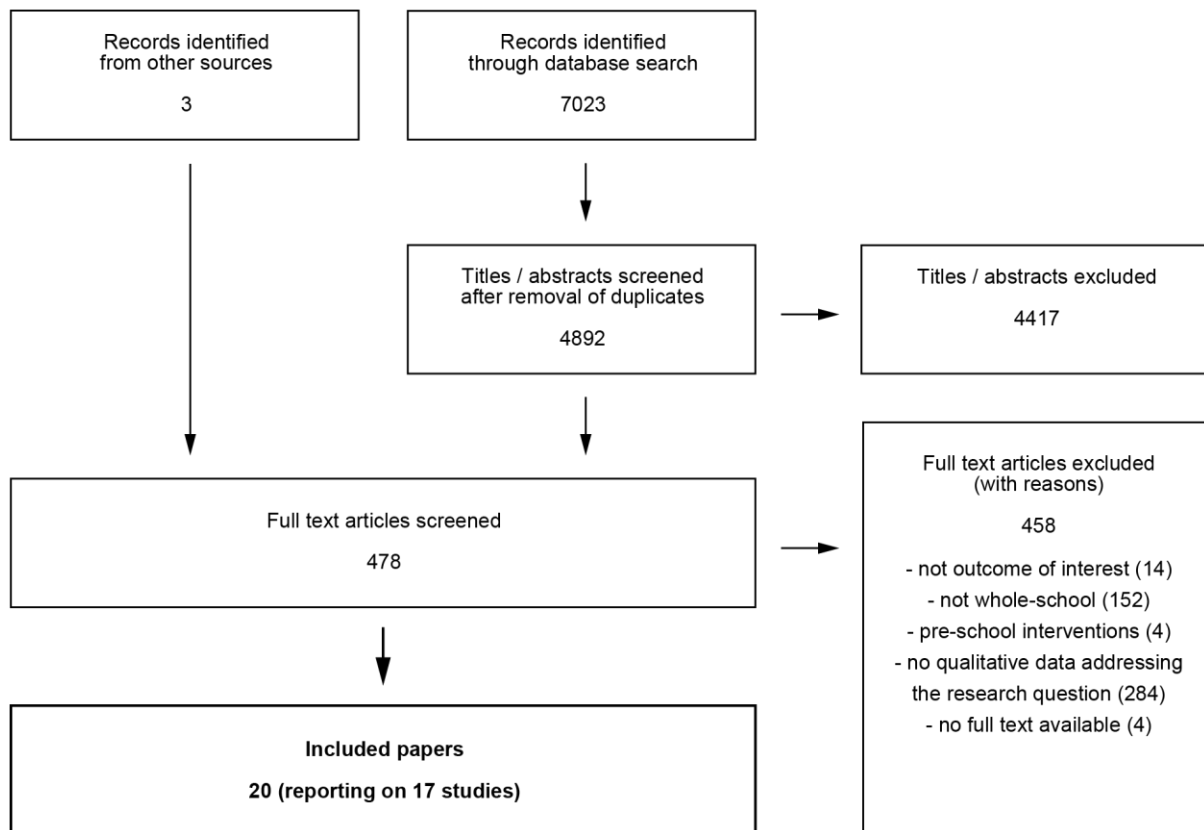 Records identified
from other sources
3
Records identified
through database search
7023
Titles / abstracts screened
after removal of duplicates
4892
Titles / abstracts excluded
4417
Full text articles screened
478
Full text articles excluded
(with reasons)
458
- not outcome of interest (14)
- not whole-school (152)
- pre-school interventions (4)
- no qualitative data addressing
the research question (284)
- no full text available (4)
Included papers
20 (reporting on 17 studies)